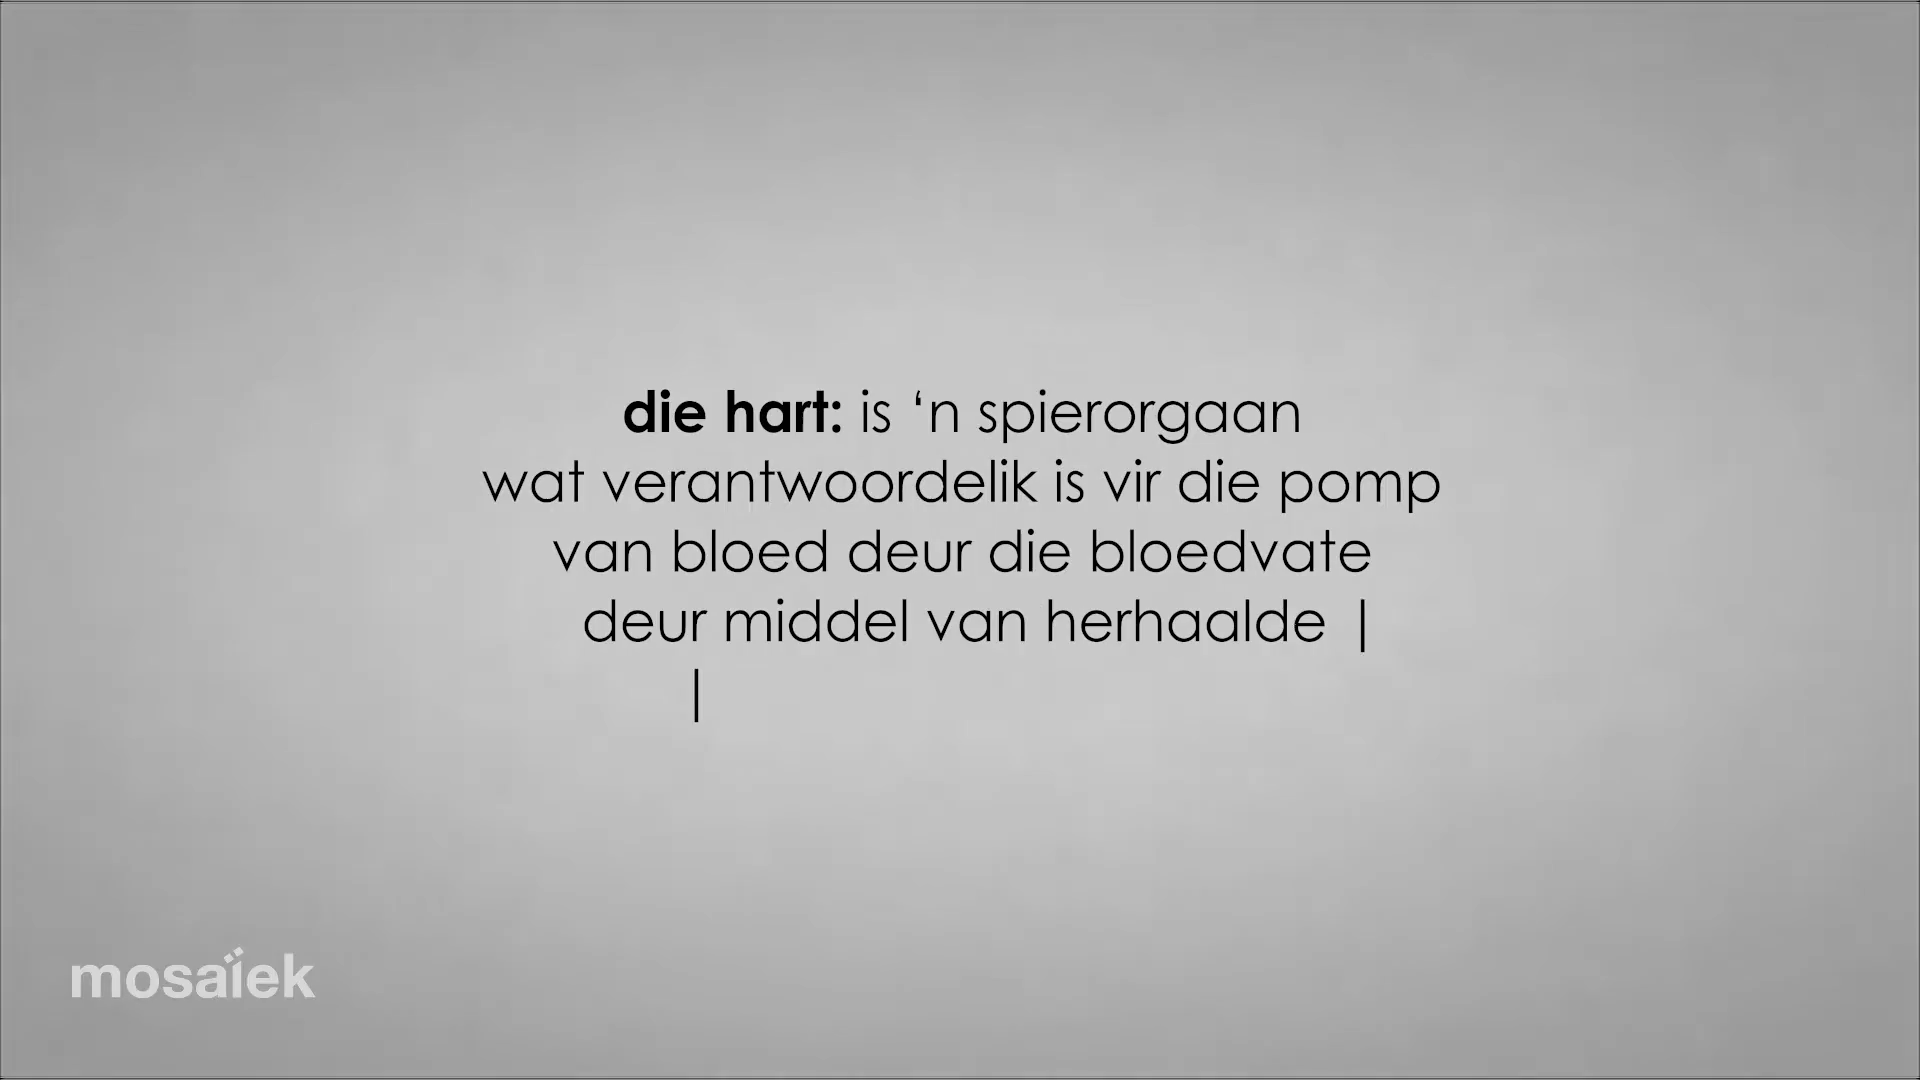 die hart: is ‘n spierorgaan
wat verantwoordelik is vir die pomp
van bloed deur die bloedvate
deur middel van herhaalde |
|
mosaïek